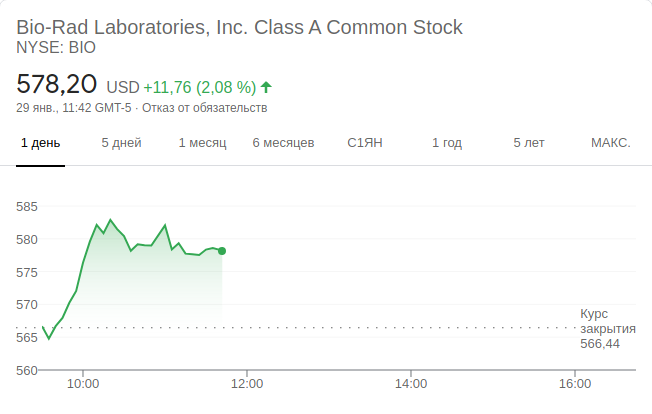 Bio-Rad Laboratories, Inc. Class A Common Stock
NYSE: BIO
578,20 USD +11,76 (2,08 %)
29 янв., 11:42 GMT-5 · Отказ от обязательств
1 день 5 дней 1 месяц 6 месяцев С1ЯН 1 год 5 лет МАКС.
585
580
575
570
565
560
Курс
закрытия
566,44
10:00 12:00 14:00 16:00